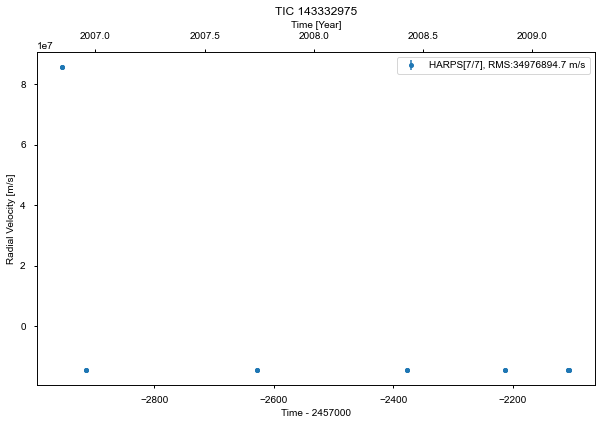 TIC 143332975
Time [Year]
2007.0 2007.5 2008.0 2008.5 2009.0
1e7
HARPS[7/7], RMS:34976894.7 m/s
8
6
4
2
0
Radial Velocity [m/s]
−2800 −2600 −2400 −2200
Time - 2457000